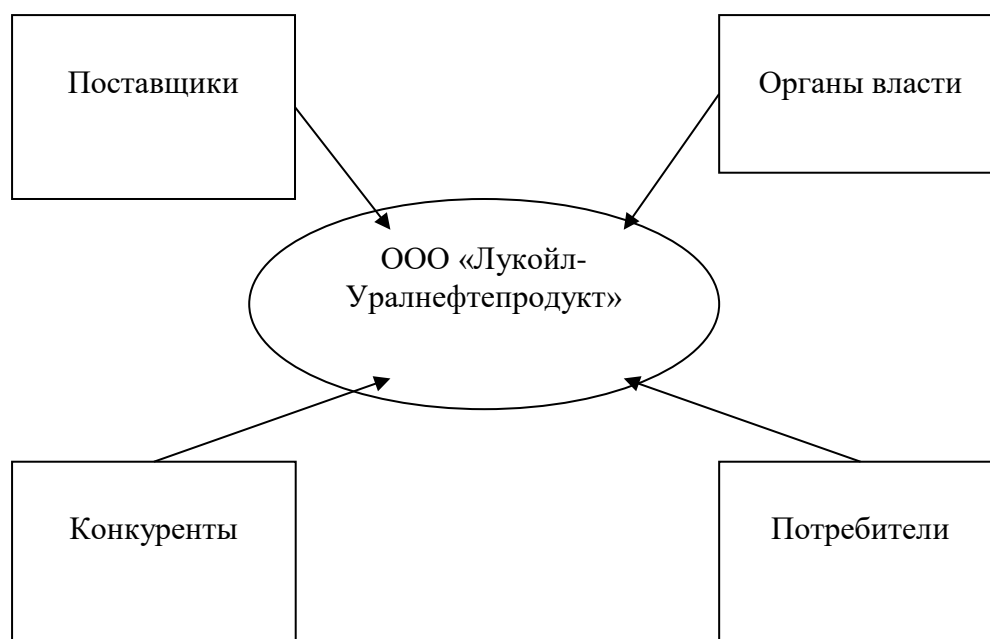 Поставщики
Органы власти
ООО «Лукойл-
Уралнефтепродукт»
Конкуренты
Потребители